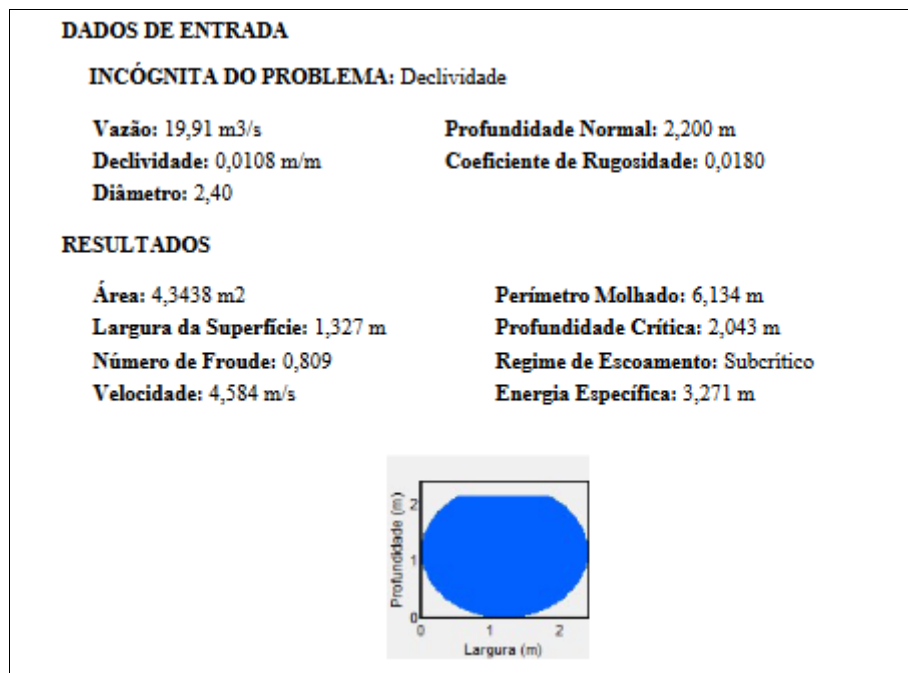 DADOS DE ENTRADA
INCÓGNITA DO PROBLEMA: Declividade
Vazão: 19,91 m3/s
Profundidade Normal: 2,200 m
Declividade: 0,0108 m/m
Coeficiente de Rugosidade: 0,0180
Diâmetro: 2,40
RESULTADOS
Área: 4,3438 m2
Perímetro Molhado: 6,134 m
Largura da Superfície: 1,327 m
Profundidade Crítica: 2,043 m
Número de Froude: 0,809
Regime de Escoamento: Subcrítico
Velocidade: 4,584 m/s
Energia Específica: 3,271 m
Profundidade (m)
2
1
0
0 1 2
Largura (m)